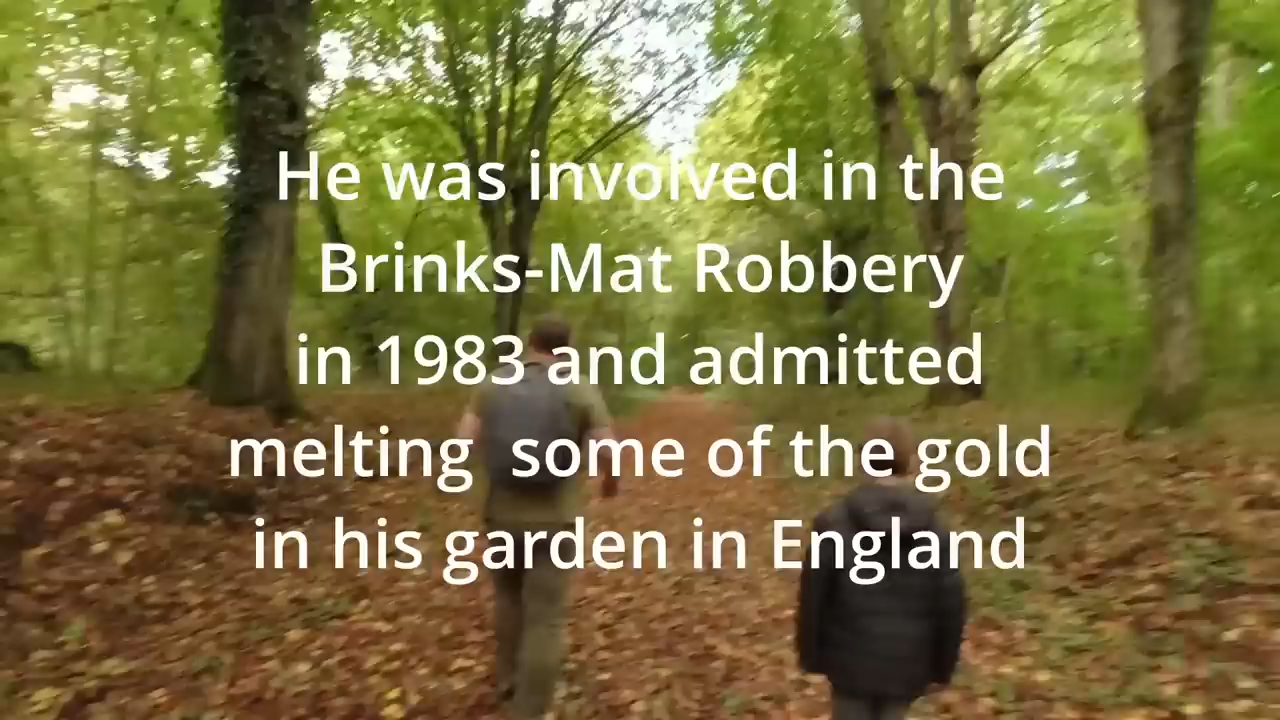 He was involved in the
Brinks-Mat Robbery
in 1983 and admitted
melting  some of the gold
in his garden in England